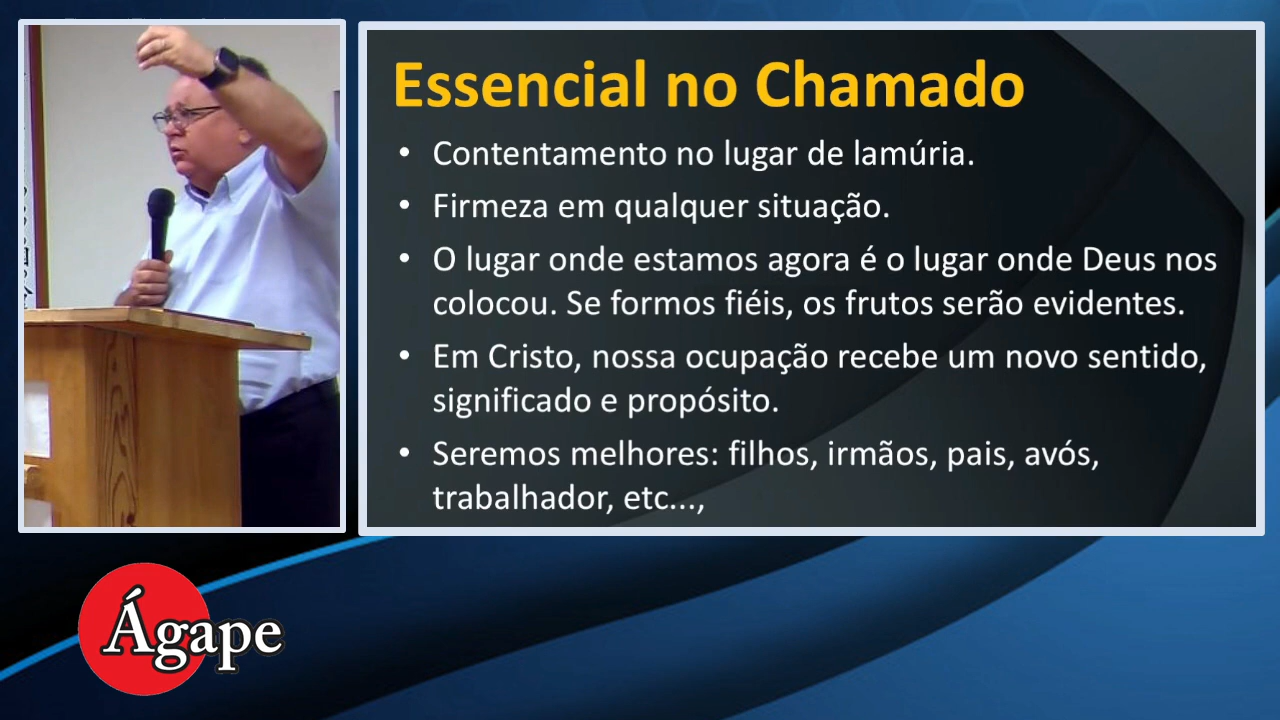 Essencial no Chamado
• Contentamento no lugar de lamúria.
• Firmeza em qualquer situação.
• O lugar onde estamos agora é o lugar onde Deus nos
colocou. Se formos fiéis, os frutos serão evidentes.
• Em Cristo, nossa ocupação recebe um novo sentido,
significado e propósito.
• Seremos melhores: filhos, irmãos, pais, avós,
trabalhador, etc...,
Ágape